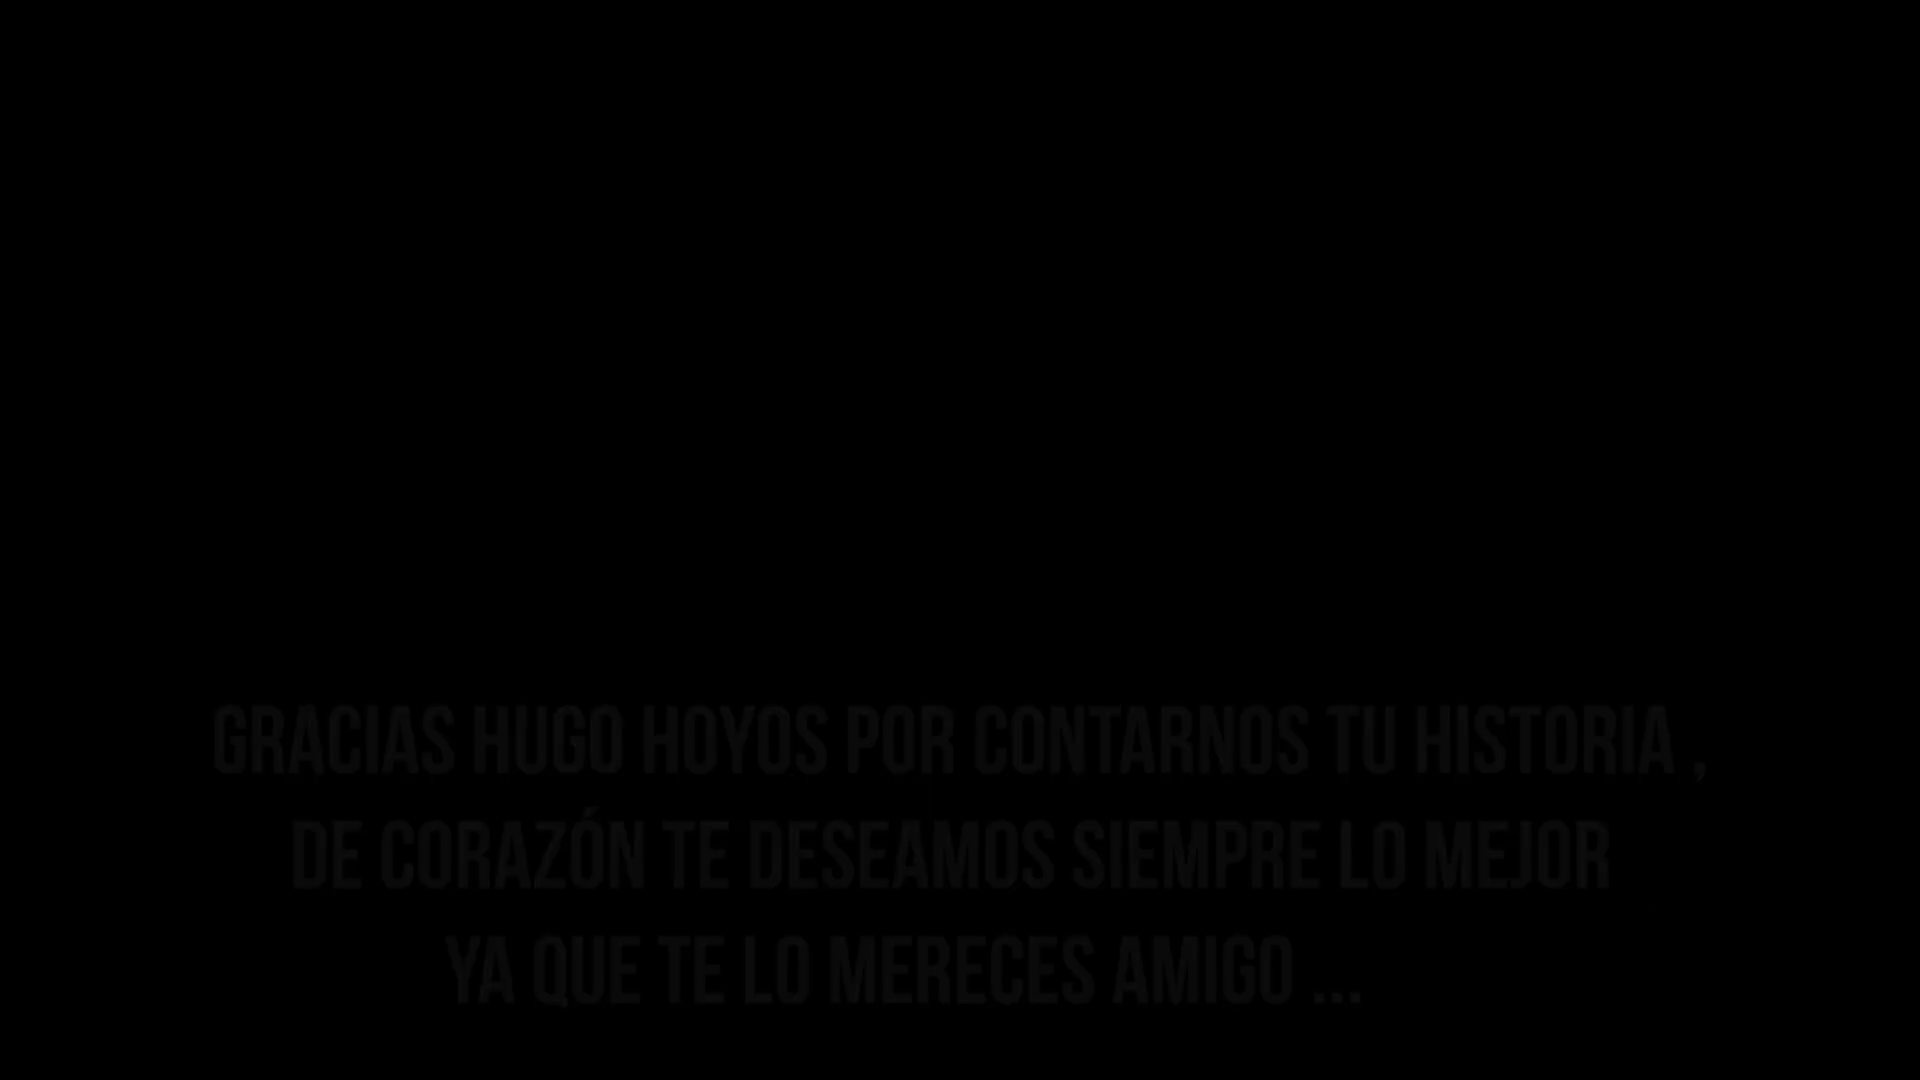 GRACIAS HUGO HOYOS POR CONTARNOS TU HISTORIA ,
DE CORAZÓN TE DESEAMOS SIEMPRE LO MEJOR
YA QUE TE LO MERECES AMIGO ...